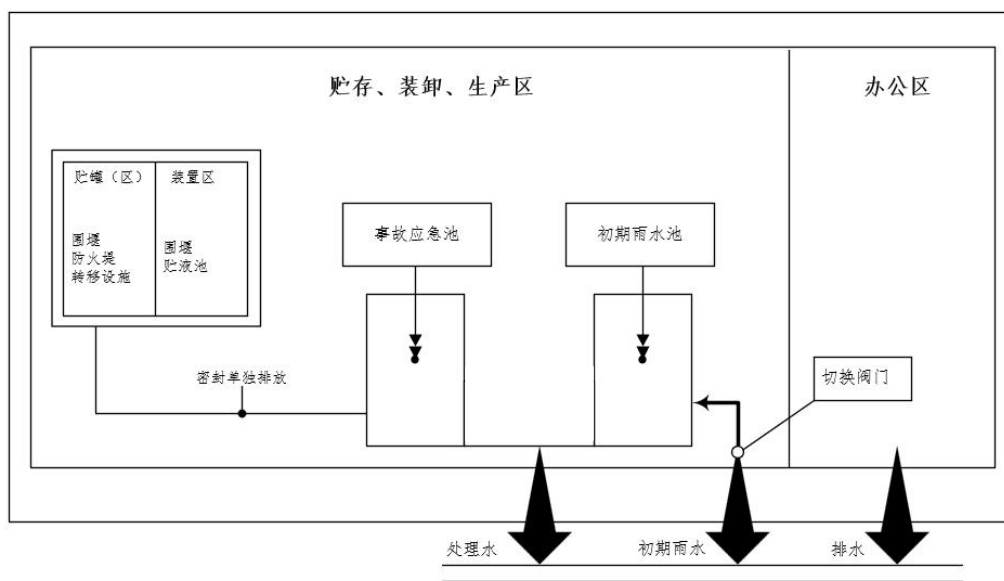 贮存、装卸、生产区
办公区
贮罐（区）
装置区
围堰
防火堤
转移设施
围堰
贮液池
事故应急池
初期雨水池
密封单独排放
切换阀门
处理水
初期雨水
排水